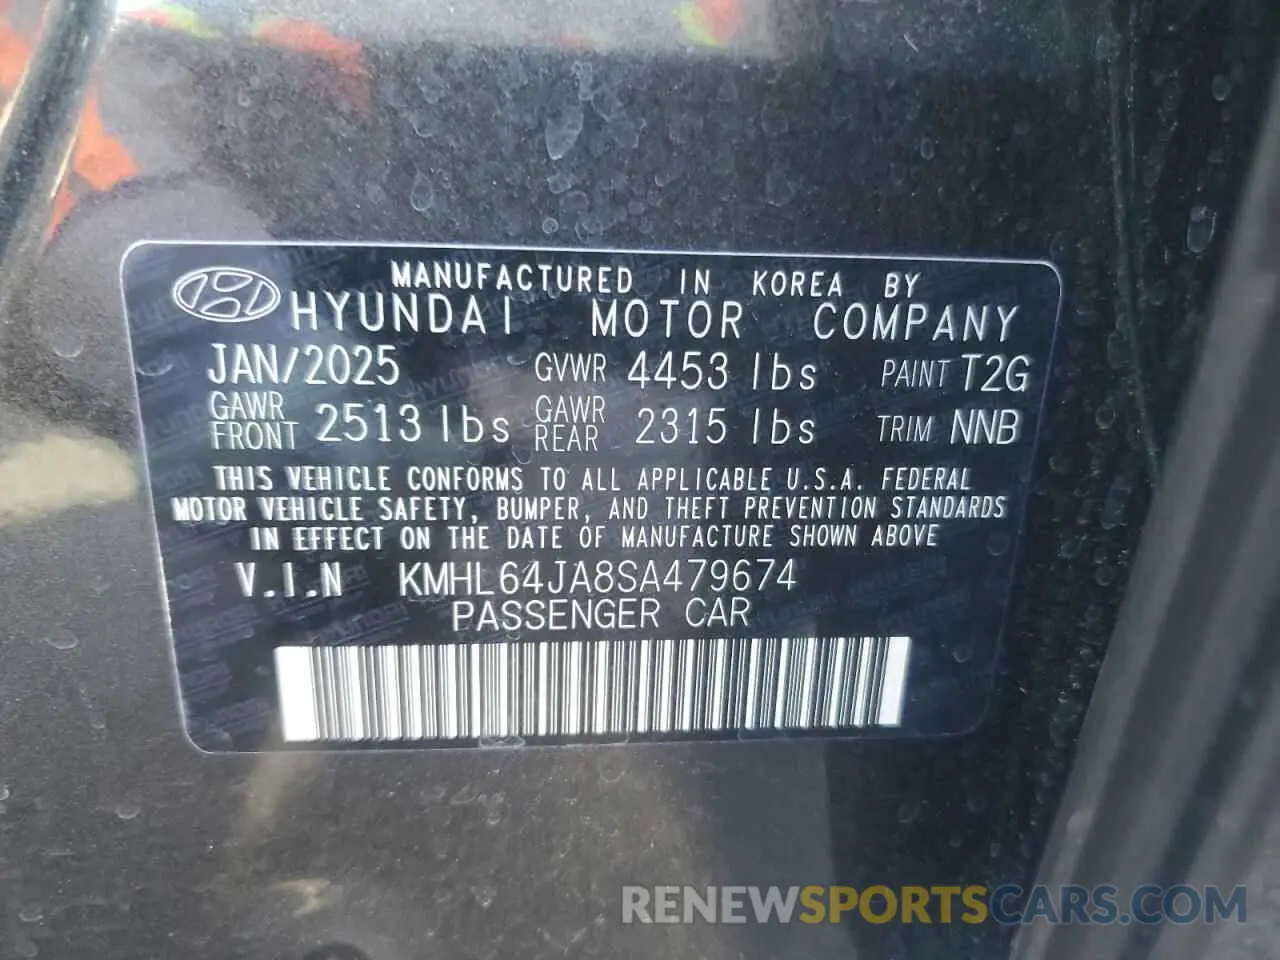 MANUFACTURED IN KOREA BY
HYUNDAI MOTOR COMPANY
JAN/2025 GVWR 4453 lbs PAINT T2G
GAWR FRONT 2513 lbs GAWR REAR 2315 lbs TRIM NNB
THIS VEHICLE CONFORMS TO ALL APPLICABLE U.S.A. FEDERAL
MOTOR VEHICLE SAFETY, BUMPER, AND THEFT PREVENTION STANDARDS
IN EFFECT ON THE DATE OF MANUFACTURE SHOWN ABOVE
V.I.N KMHL64JA8SA479674
PASSENGER CAR
RENEWSPORTSCARS.COM